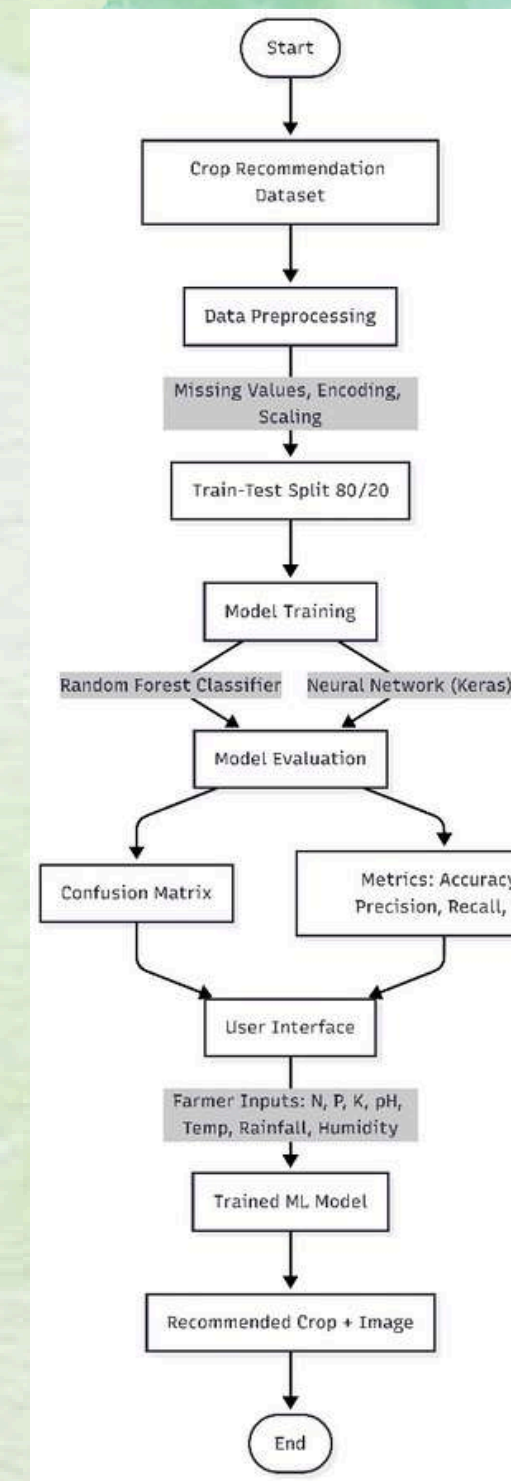 Start
Crop Recommendation
Dataset
Data Preprocessing
Missing Values, Encoding,
Scaling
Train-Test Split 80/20
Model Training
Random Forest Classifier
Neural Network (Keras)
Model Evaluation
Confusion Matrix
Metrics: Accuracy
Precision, Recall,
User Interface
Farmer Inputs: N, P, K, pH,
Temp, Rainfall, Humidity
Trained ML Model
Recommended Crop + Image
End